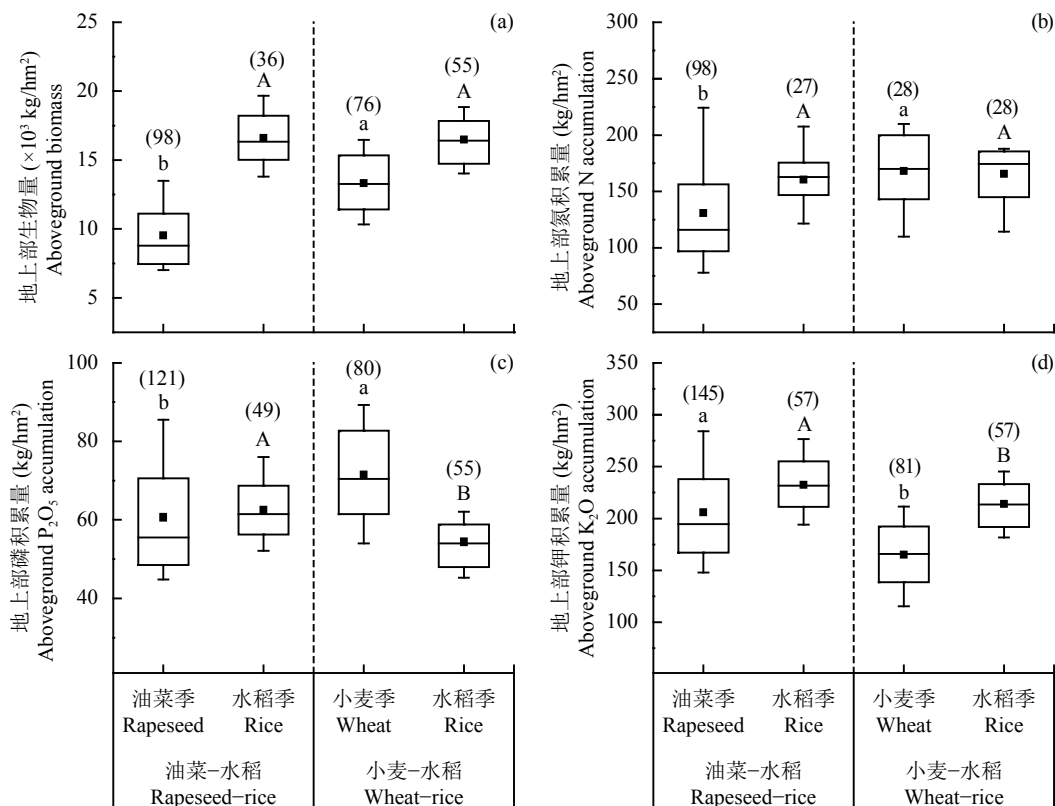 (a)
地上部生物量 (×10³ kg/hm²)
Aboveground biomass
25
20
15
10
5
(98)
b
(36)
A
(76)
a
(55)
A
(b)
地上部氮积累量 (kg/hm²)
Aboveground N accumulation
300
250
200
150
100
50
(98)
b
(27)
A
(28)
a
(28)
A
(c)
地上部磷积累量 (kg/hm²)
Aboveground P₂O₅ accumulation
100
80
60
40
(121)
b
(49)
A
(80)
a
(55)
B
油菜季
Rapeseed
水稻季
Rice
小麦季
Wheat
水稻季
Rice
油菜–水稻
Rapeseed–rice
小麦–水稻
Wheat–rice
(d)
地上部钾积累量 (kg/hm²)
Aboveground K₂O accumulation
350
300
250
200
150
100
(145)
a
(57)
A
(81)
b
(57)
B
油菜季
Rapeseed
水稻季
Rice
小麦季
Wheat
水稻季
Rice
油菜–水稻
Rapeseed–rice
小麦–水稻
Wheat–rice